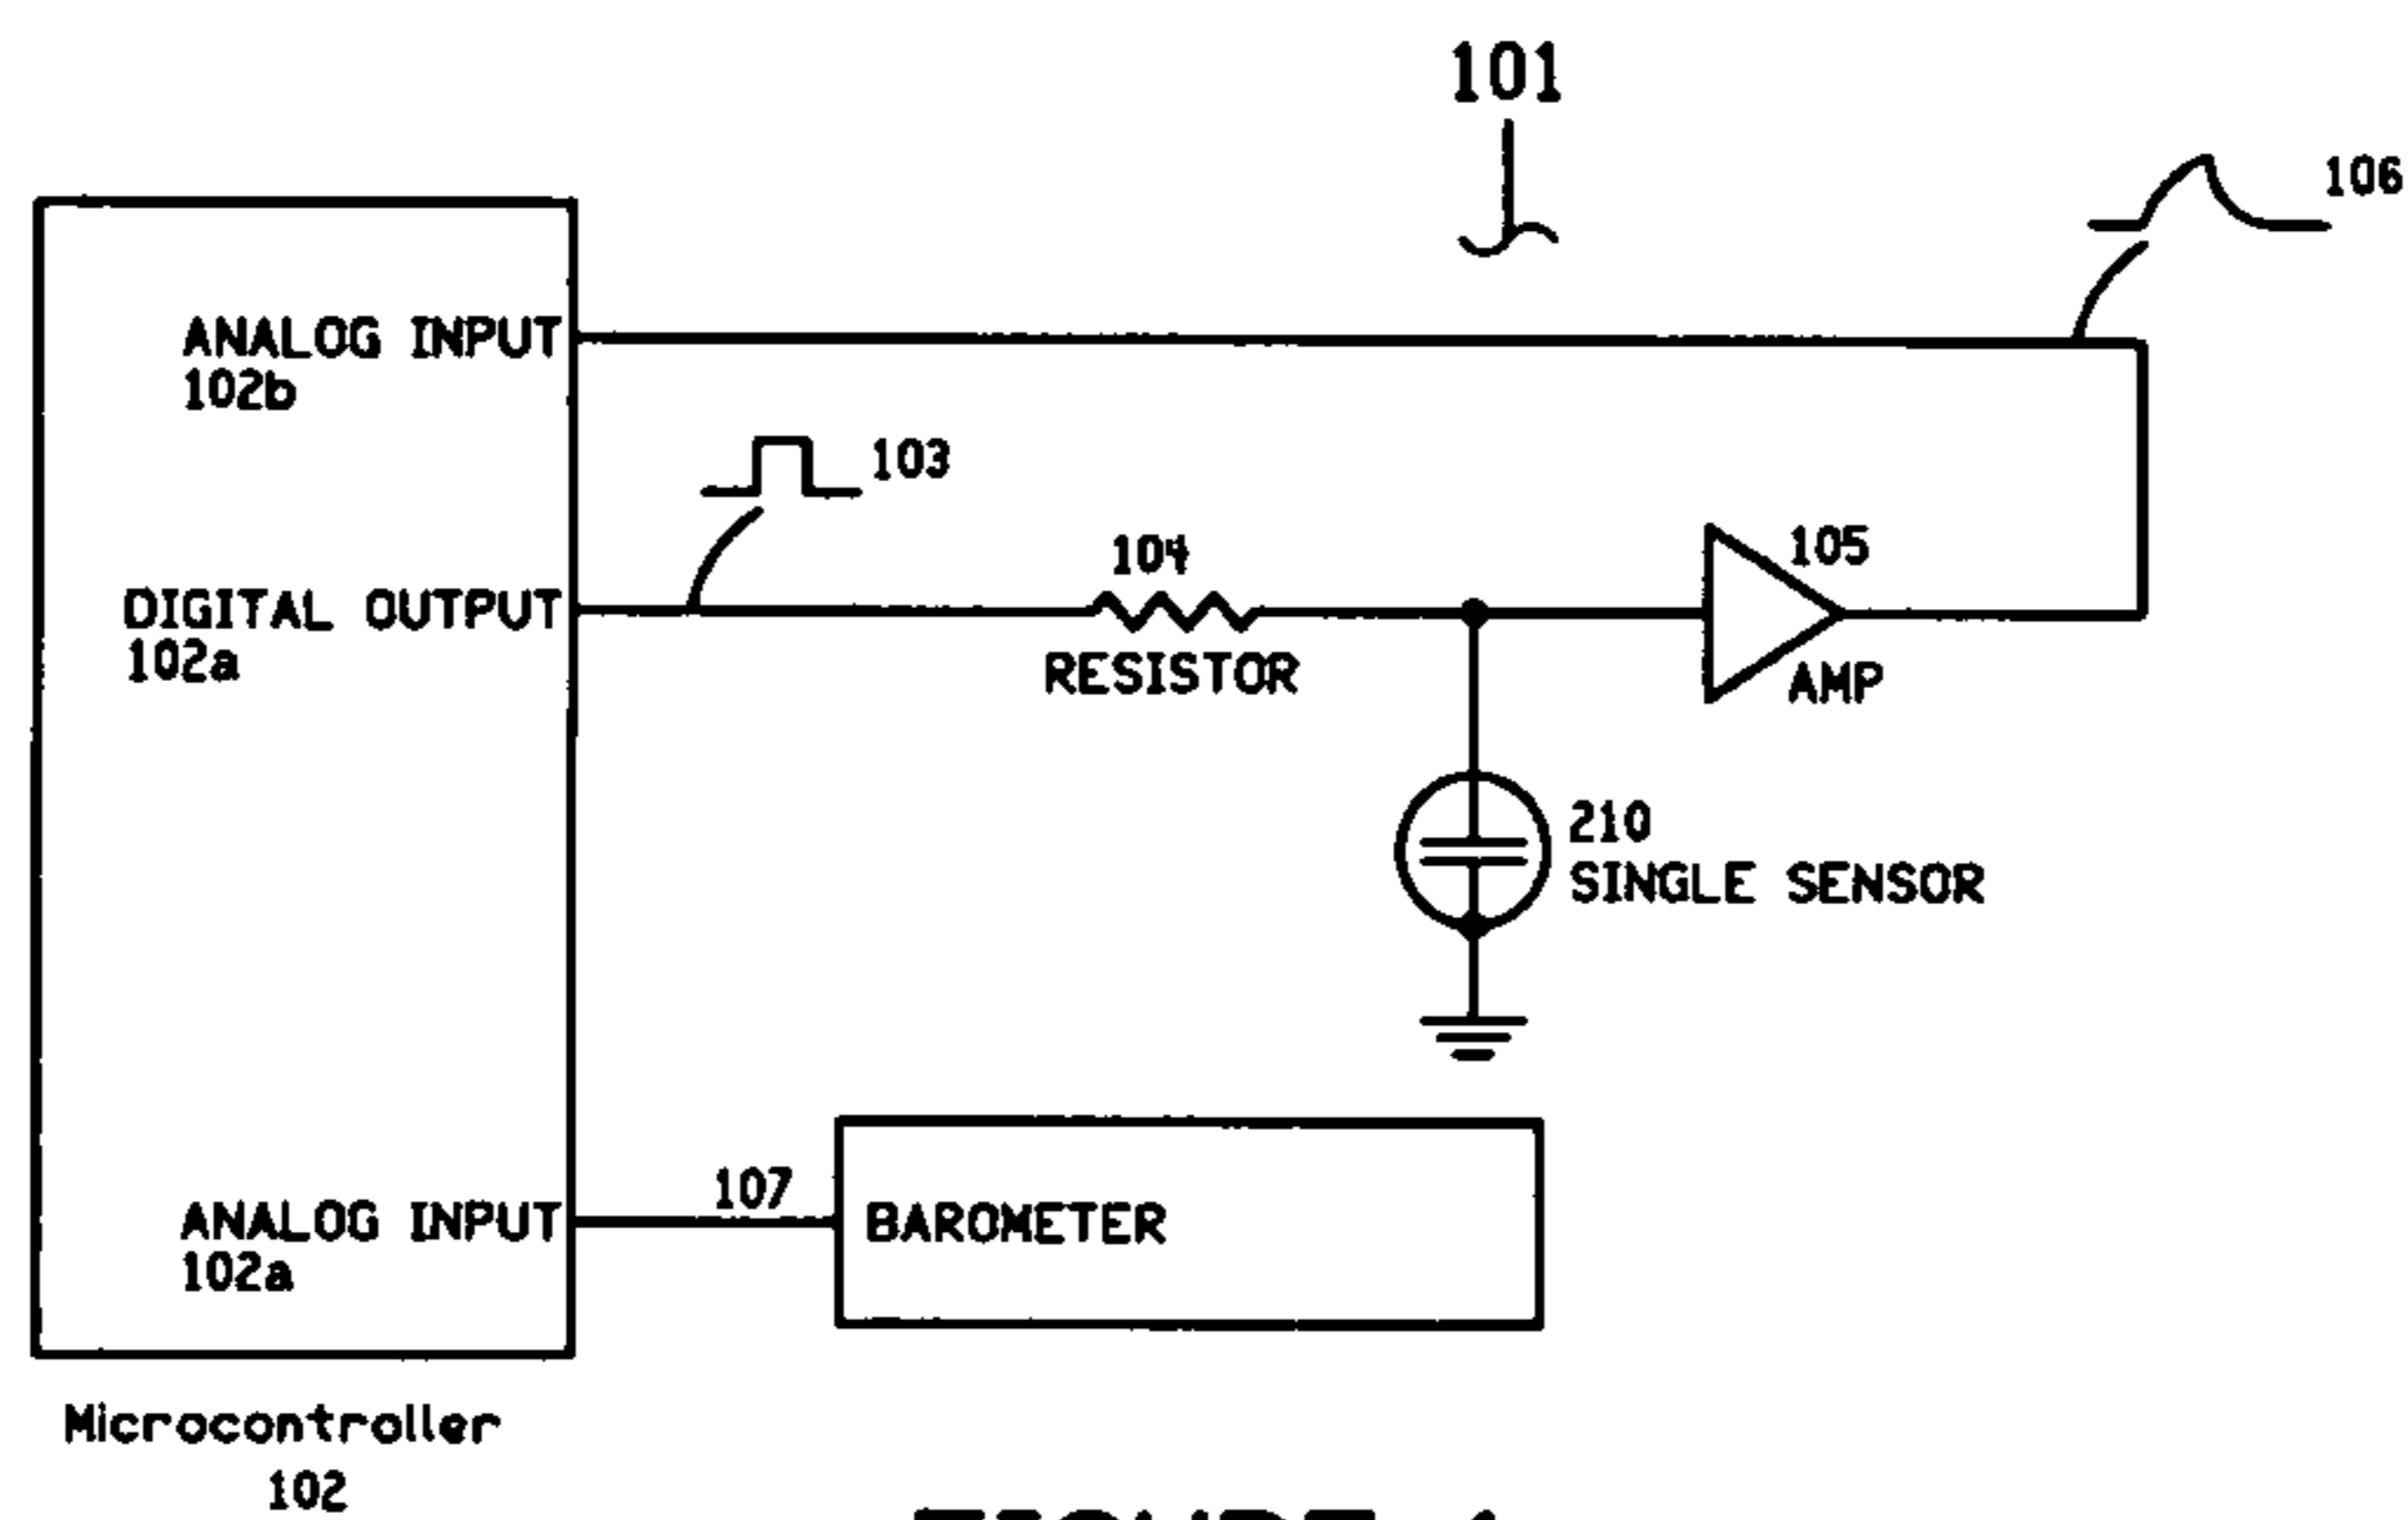 101
106
ANALOG INPUT
102b
103
104
105
DIGITAL OUTPUT
102a
RESISTOR
AMP
210
SINGLE SENSOR
107
ANALOG INPUT
102a
BAROMETER
Microcontroller
102